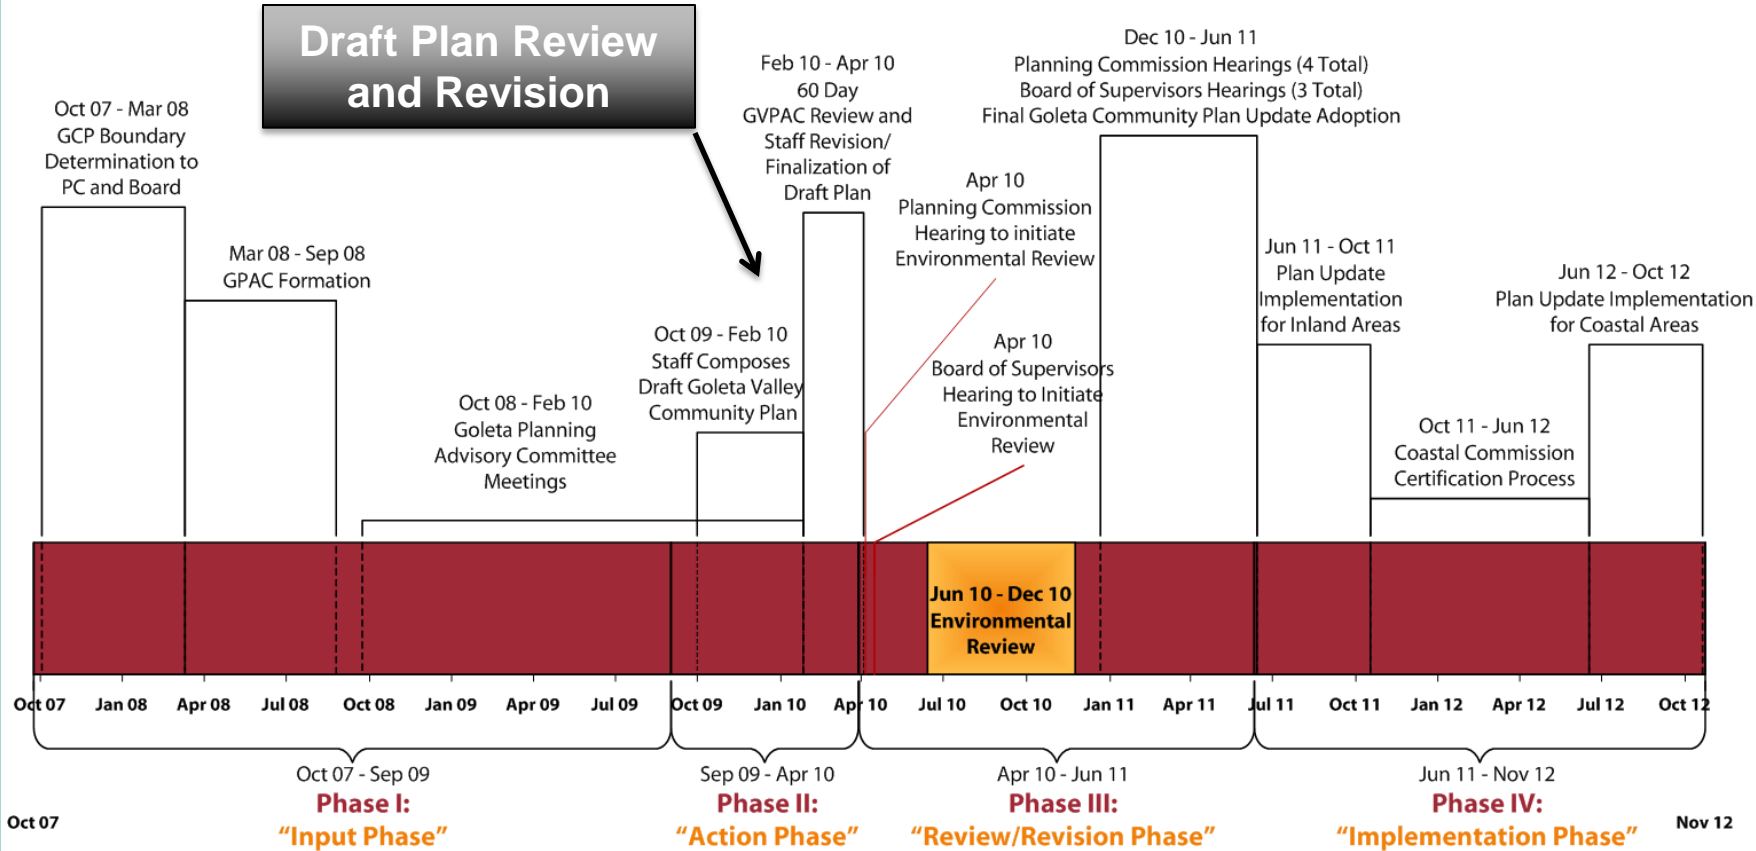 Draft Plan Review
and Revision
Oct 07 - Mar 08
GCP Boundary
Determination to
PC and Board
Mar 08 - Sep 08
GPAC Formation
Oct 08 - Feb 10
Goleta Planning
Advisory Committee
Meetings
Oct 09 - Feb 10
Staff Composes
Draft Goleta Valley
Community Plan
Feb 10 - Apr 10
60 Day
GVPAC Review and
Staff Revision/
Finalization of
Draft Plan
Apr 10
Planning Commission
Hearing to initiate
Environmental Review
Apr 10
Board of Supervisors
Hearing to Initiate
Environmental
Review
Dec 10 - Jun 11
Planning Commission Hearings (4 Total)
Board of Supervisors Hearings (3 Total)
Final Goleta Community Plan Update Adoption
Jun 11 - Oct 11
Plan Update
Implementation
for Inland Areas
Oct 11 - Jun 12
Coastal Commission
Certification Process
Jun 12 - Oct 12
Plan Update Implementation
for Coastal Areas
Jun 10 - Dec 10
Environmental
Review
Oct 07 Jan 08 Apr 08 Jul 08 Oct 08 Jan 09 Apr 09 Jul 09 Oct 09 Jan 10 Apr 10 Jul 10 Oct 10 Jan 11 Apr 11 Jul 11 Oct 11 Jan 12 Apr 12 Jul 12 Oct 12
Oct 07 - Sep 09
Phase I:
“Input Phase”
Sep 09 - Apr 10
Phase II:
“Action Phase”
Apr 10 - Jun 11
Phase III:
“Review/Revision Phase”
Jun 11 - Nov 12
Phase IV:
“Implementation Phase”
Oct 07
Nov 12